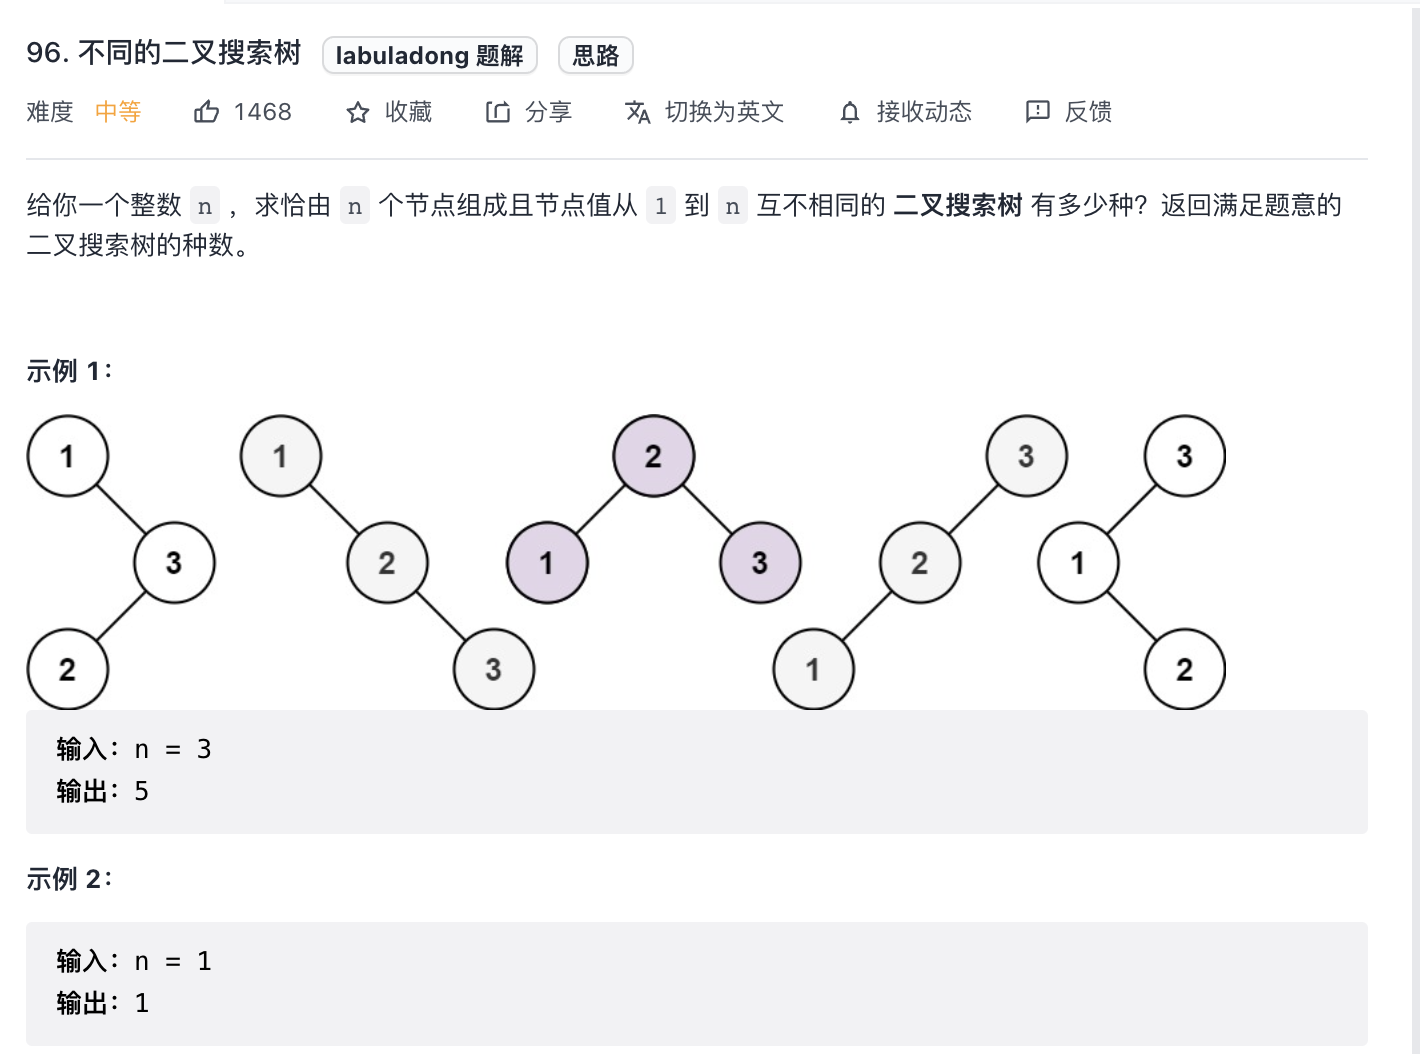 96. 不同的二叉搜索树 labuladong 题解 思路
难度 中等 1468 收藏 分享 切换为英文 接收动态 反馈
给你一个整数 n ，求恰由 n 个节点组成且节点值从 1 到 n 互不相同的 二叉搜索树 有多少种？返回满足题意的
二叉搜索树的种数。
示例 1：
1 1 2 3 3
3 2 1 3 2 1
2 3 1 2
输入：n = 3
输出：5
示例 2：
输入：n = 1
输出：1